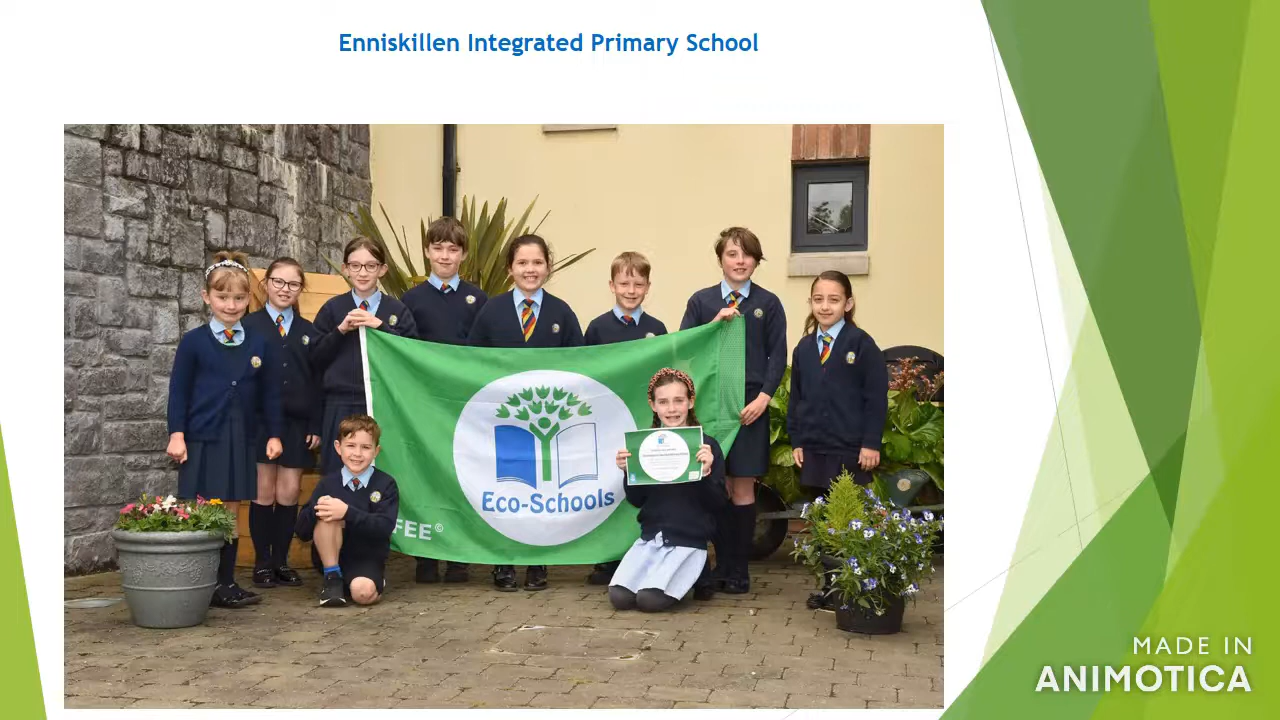 Enniskillen Integrated Primary School
Eco-Schools
FEE©
MADE IN
ANIMOTICA